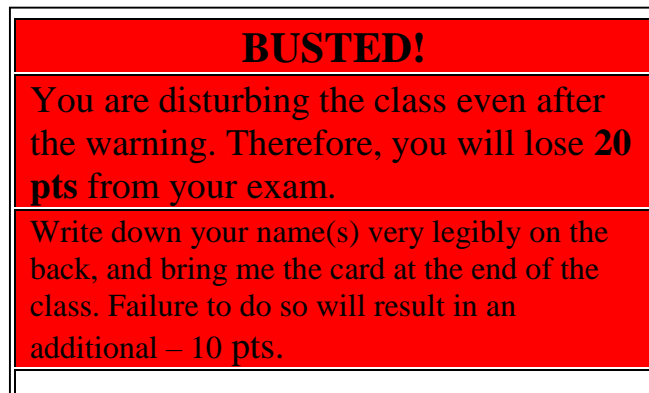 BUSTED!
You are disturbing the class even after
the warning. Therefore, you will lose 20
pts from your exam.
Write down your name(s) very legibly on the
back, and bring me the card at the end of the
class. Failure to do so will result in an
additional – 10 pts.